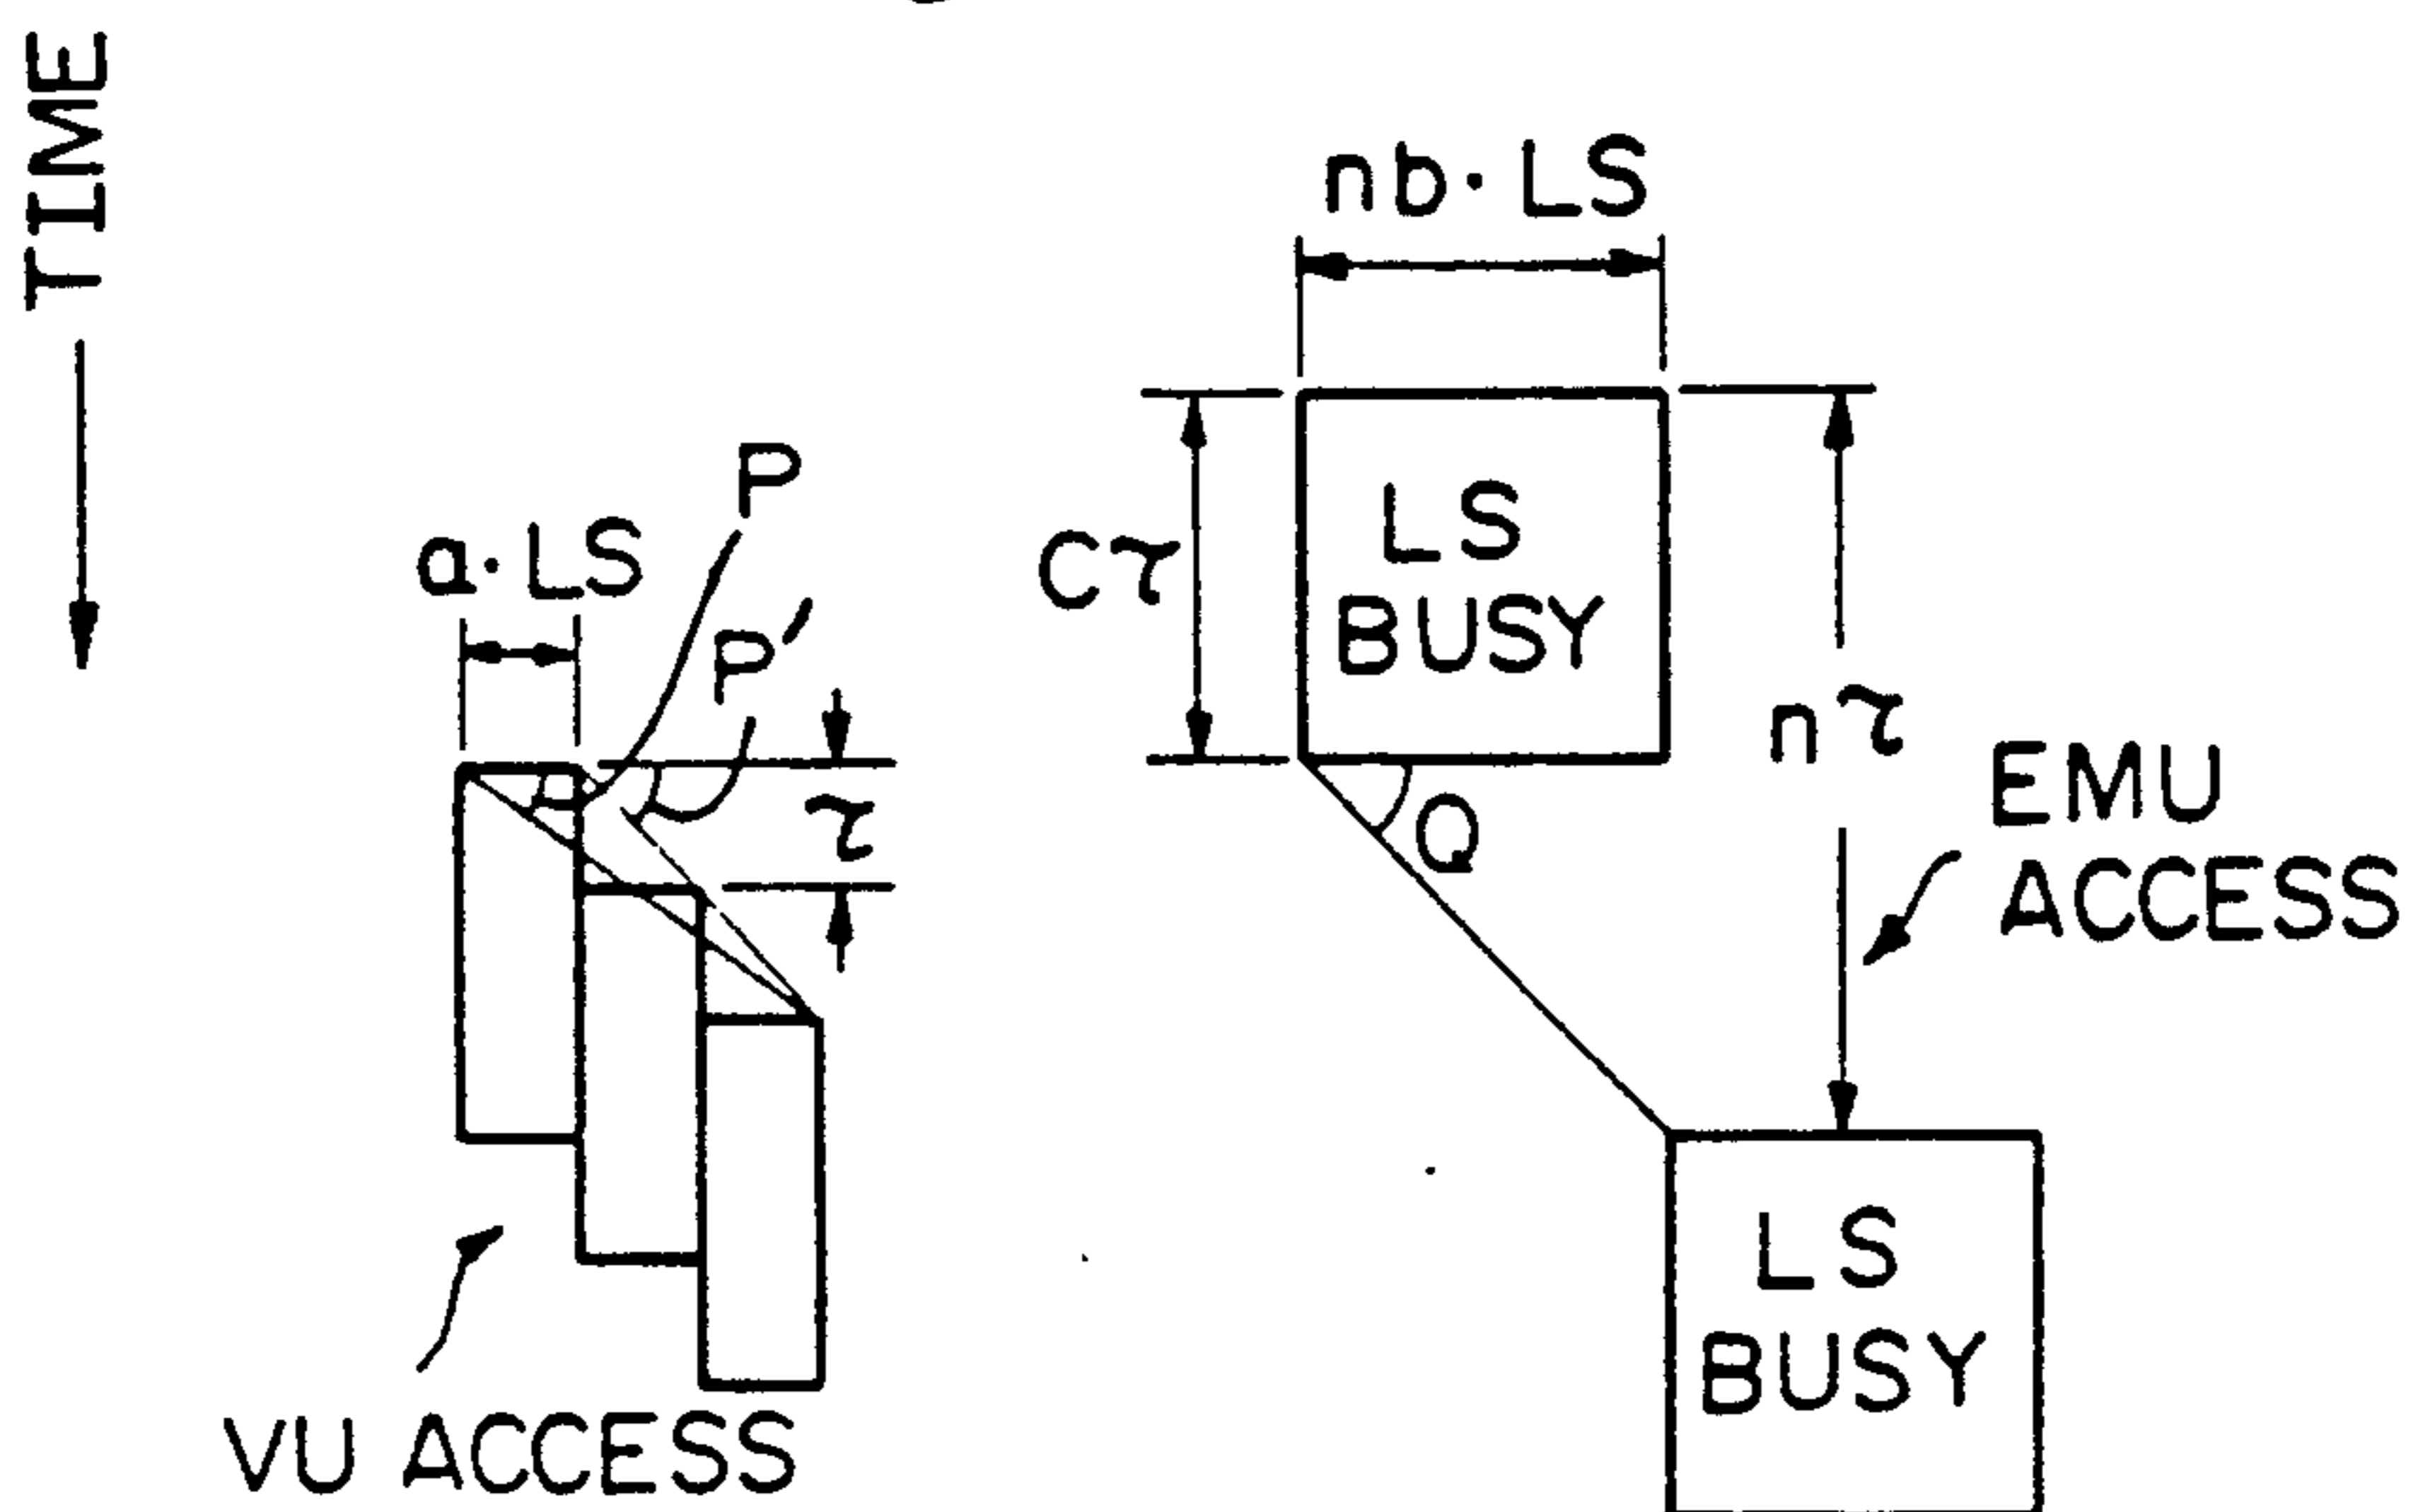 TIME
nb·LS
P
a·LS
P′
Cτ
LS
BUSY
nτ
τ
Q
EMU
ACCESS
LS
BUSY
VU ACCESS